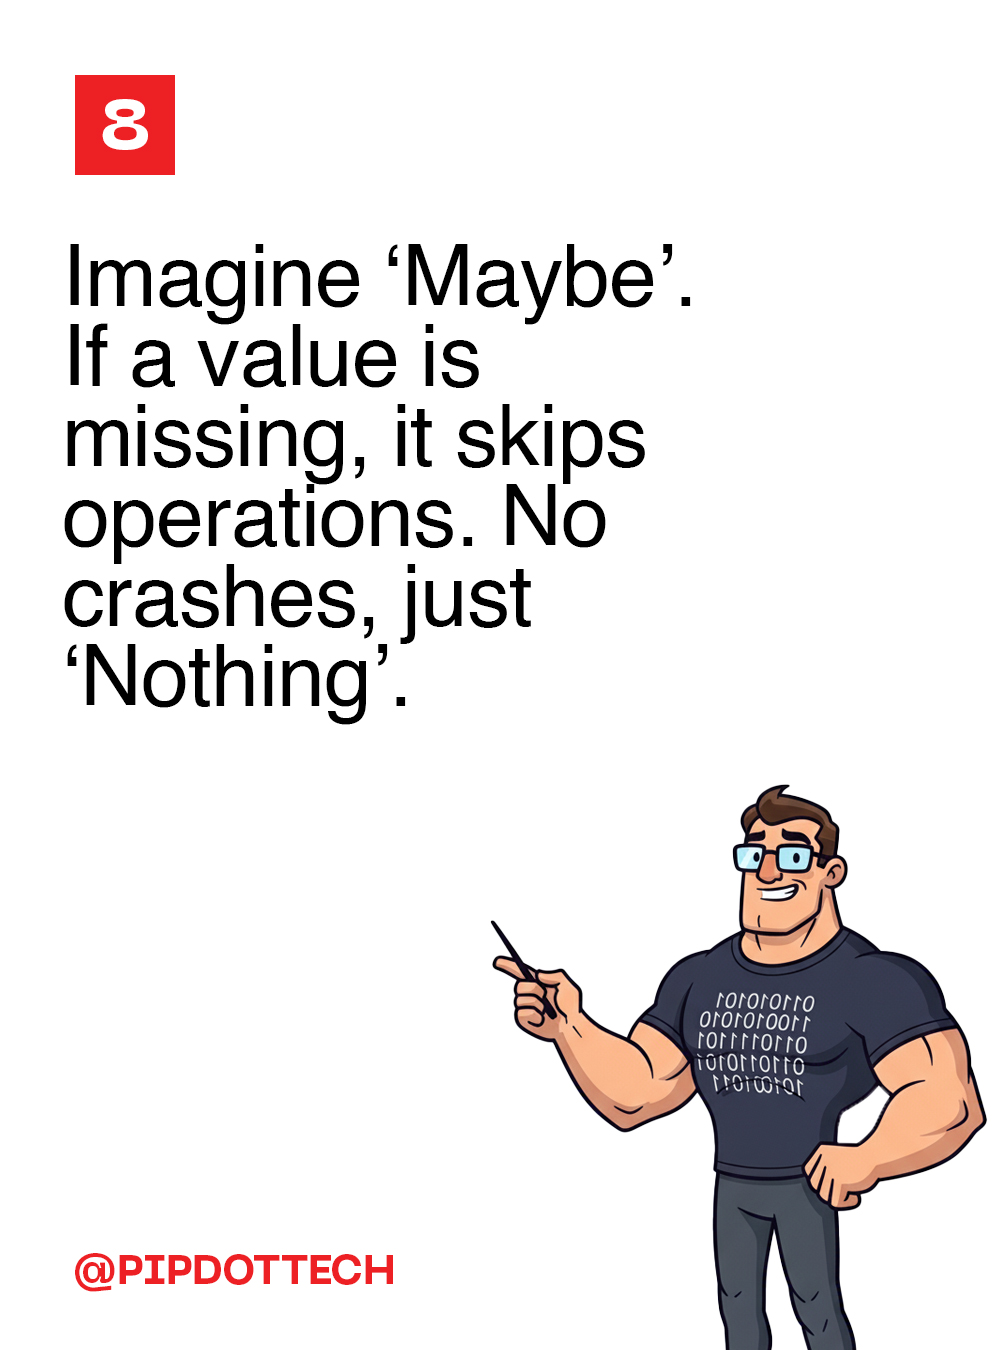 8
Imagine ‘Maybe’.
If a value is
missing, it skips
operations. No
crashes, just
‘Nothing’.
@PIPDOTTECH